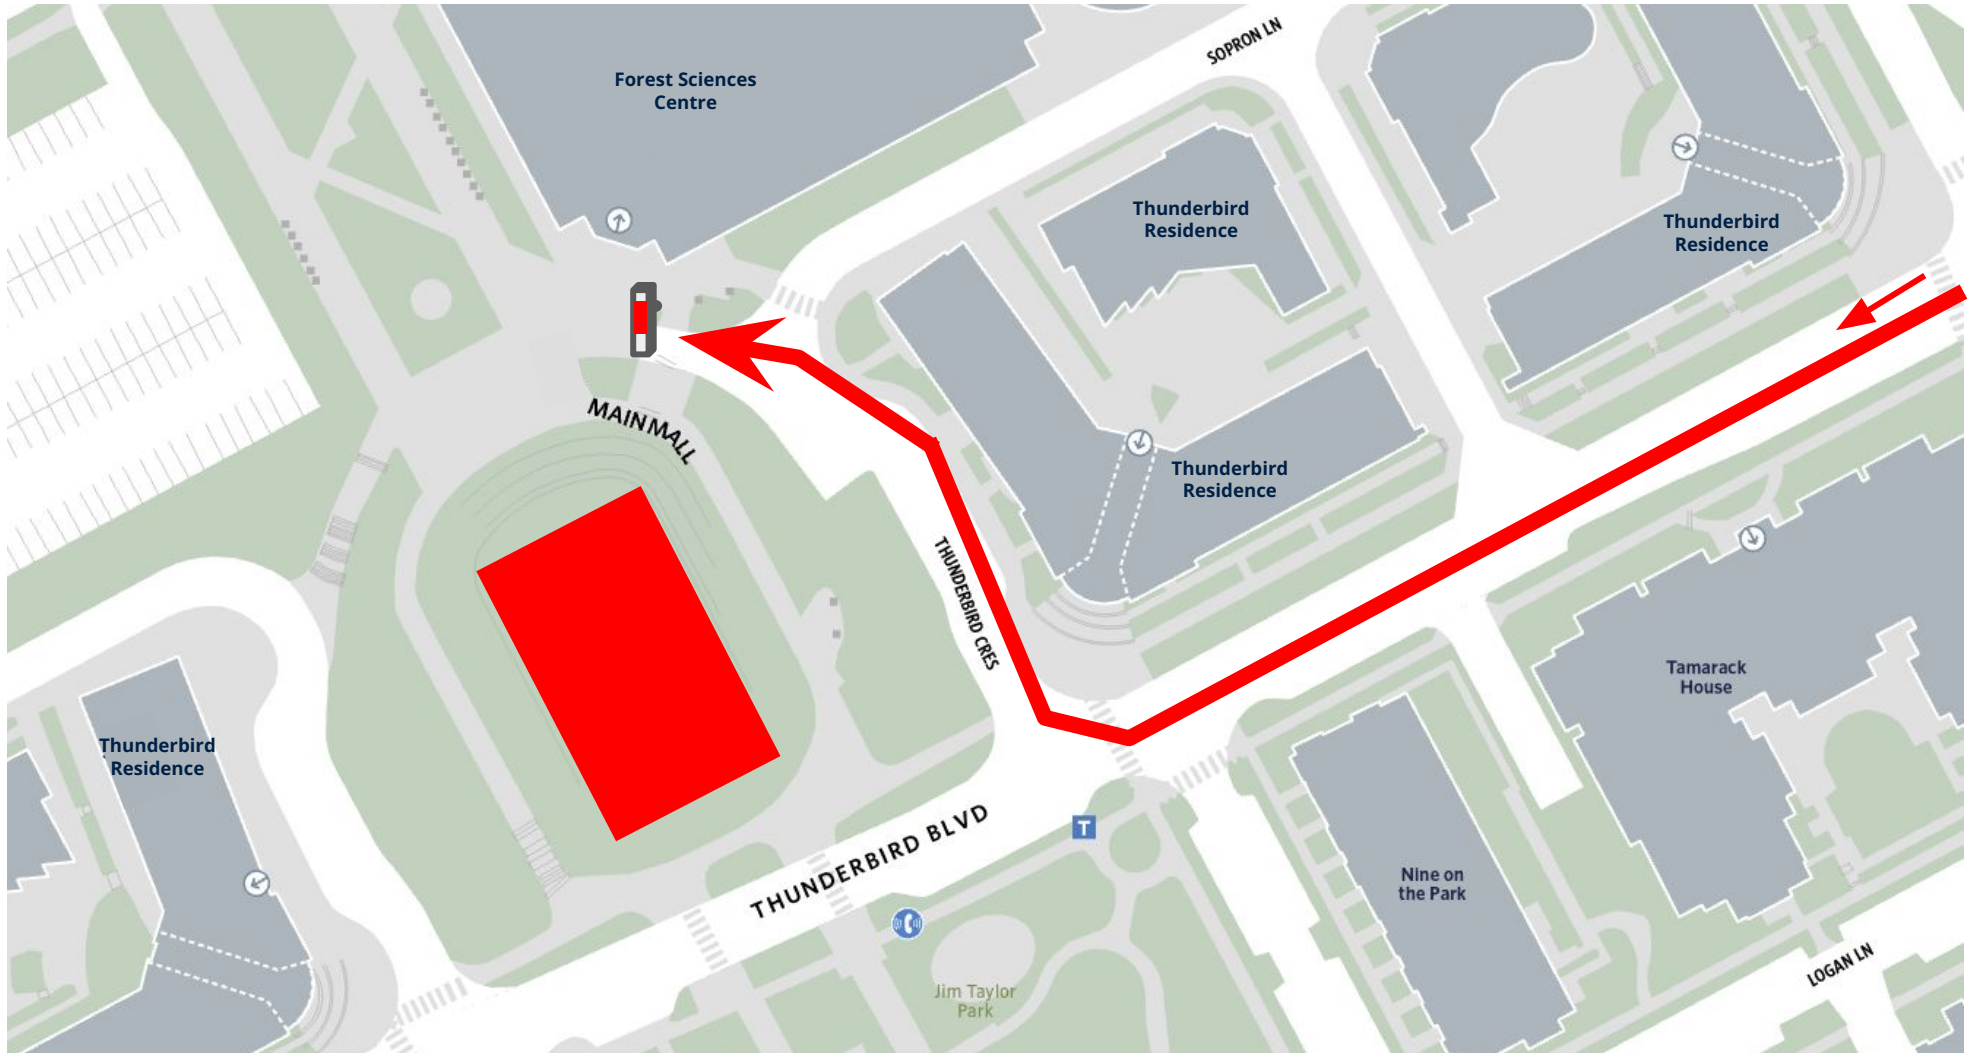 SOPRON LN
Forest Sciences
Centre
Thunderbird
Residence
Thunderbird
Residence
MAIN MALL
Thunderbird
Residence
THUNDERBIRD CRES
Tamarack
House
Thunderbird
Residence
THUNDERBIRD BLVD
T
Nine on
the Park
LOGAN LN
Jim Taylor
Park